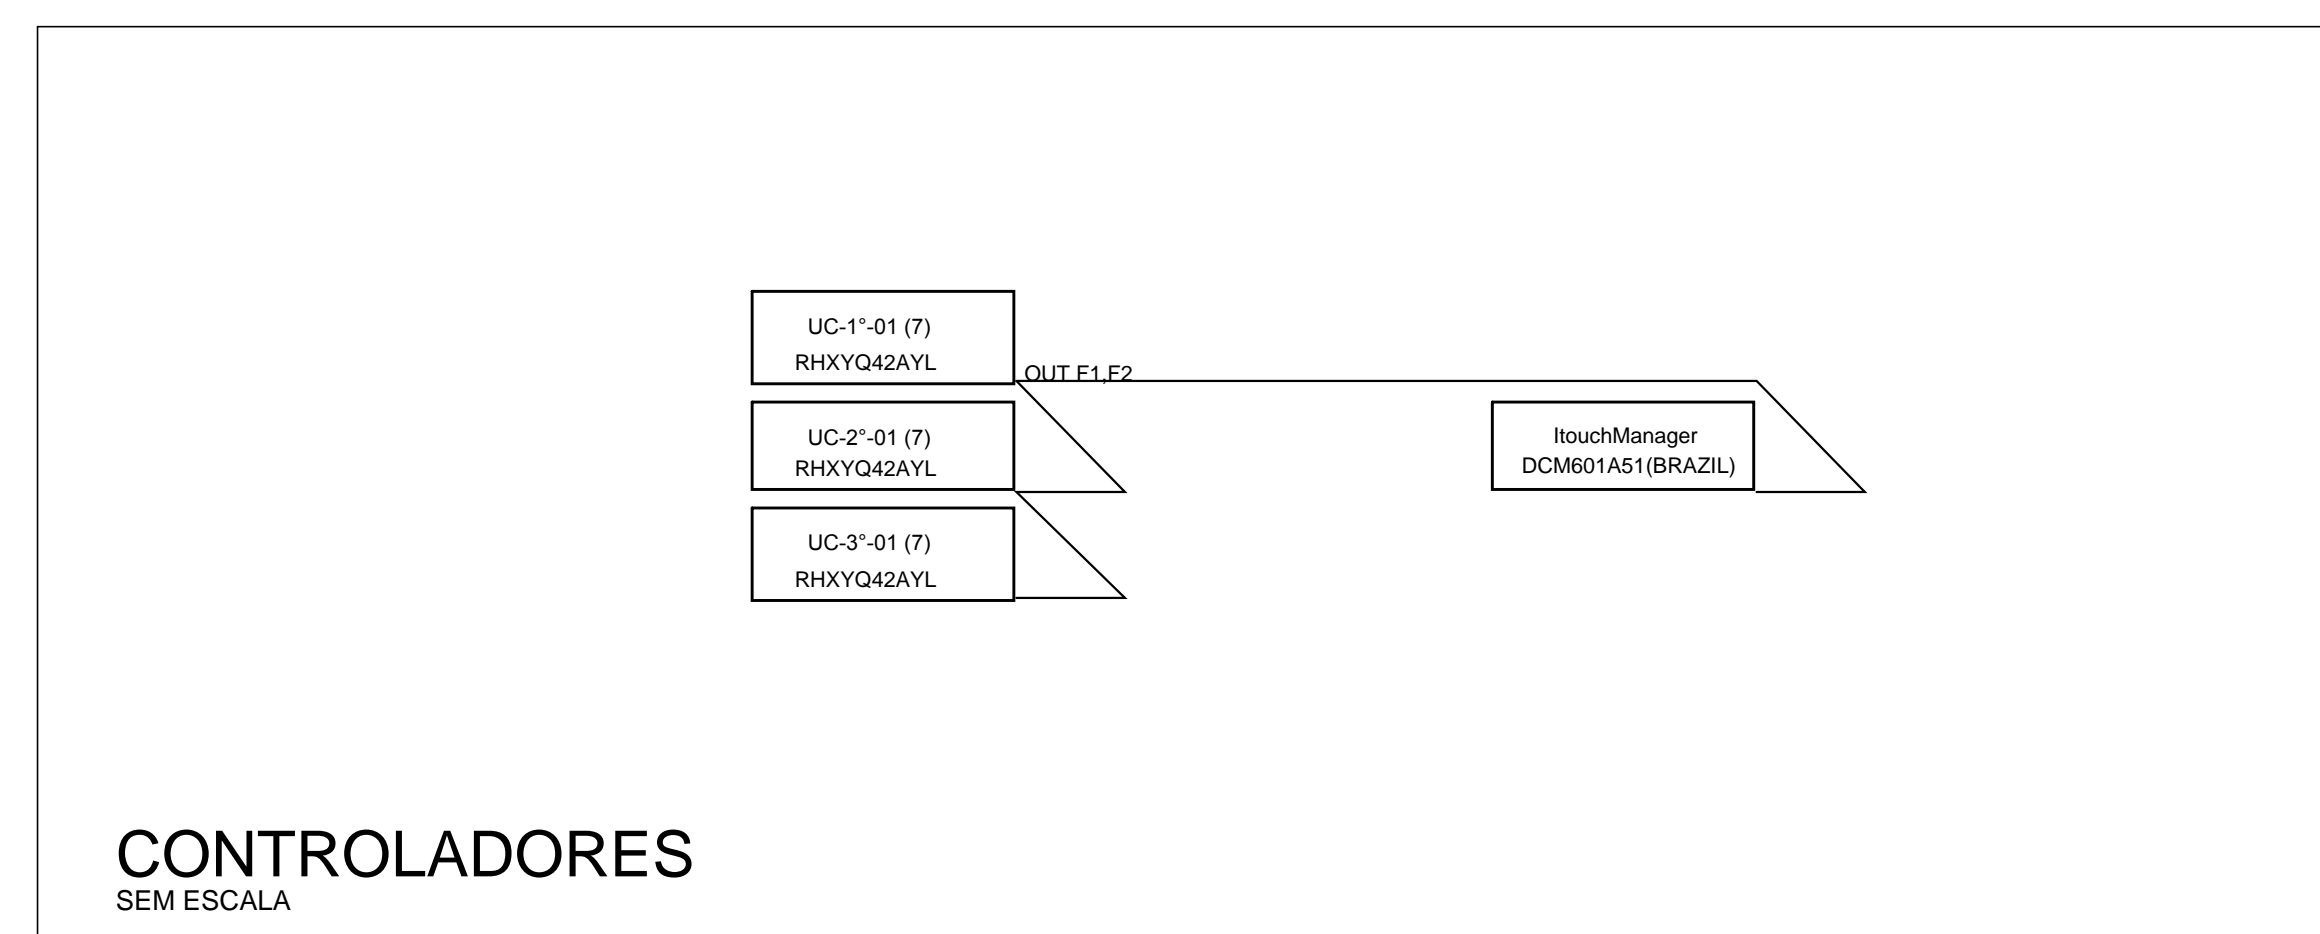 UC-1°-01 (7)
RHXYQ42AYL
OUT F1,F2
UC-2°-01 (7)
RHXYQ42AYL
ItouchManager
DCM601A51(BRAZIL)
UC-3°-01 (7)
RHXYQ42AYL
CONTROLADORES
SEM ESCALA